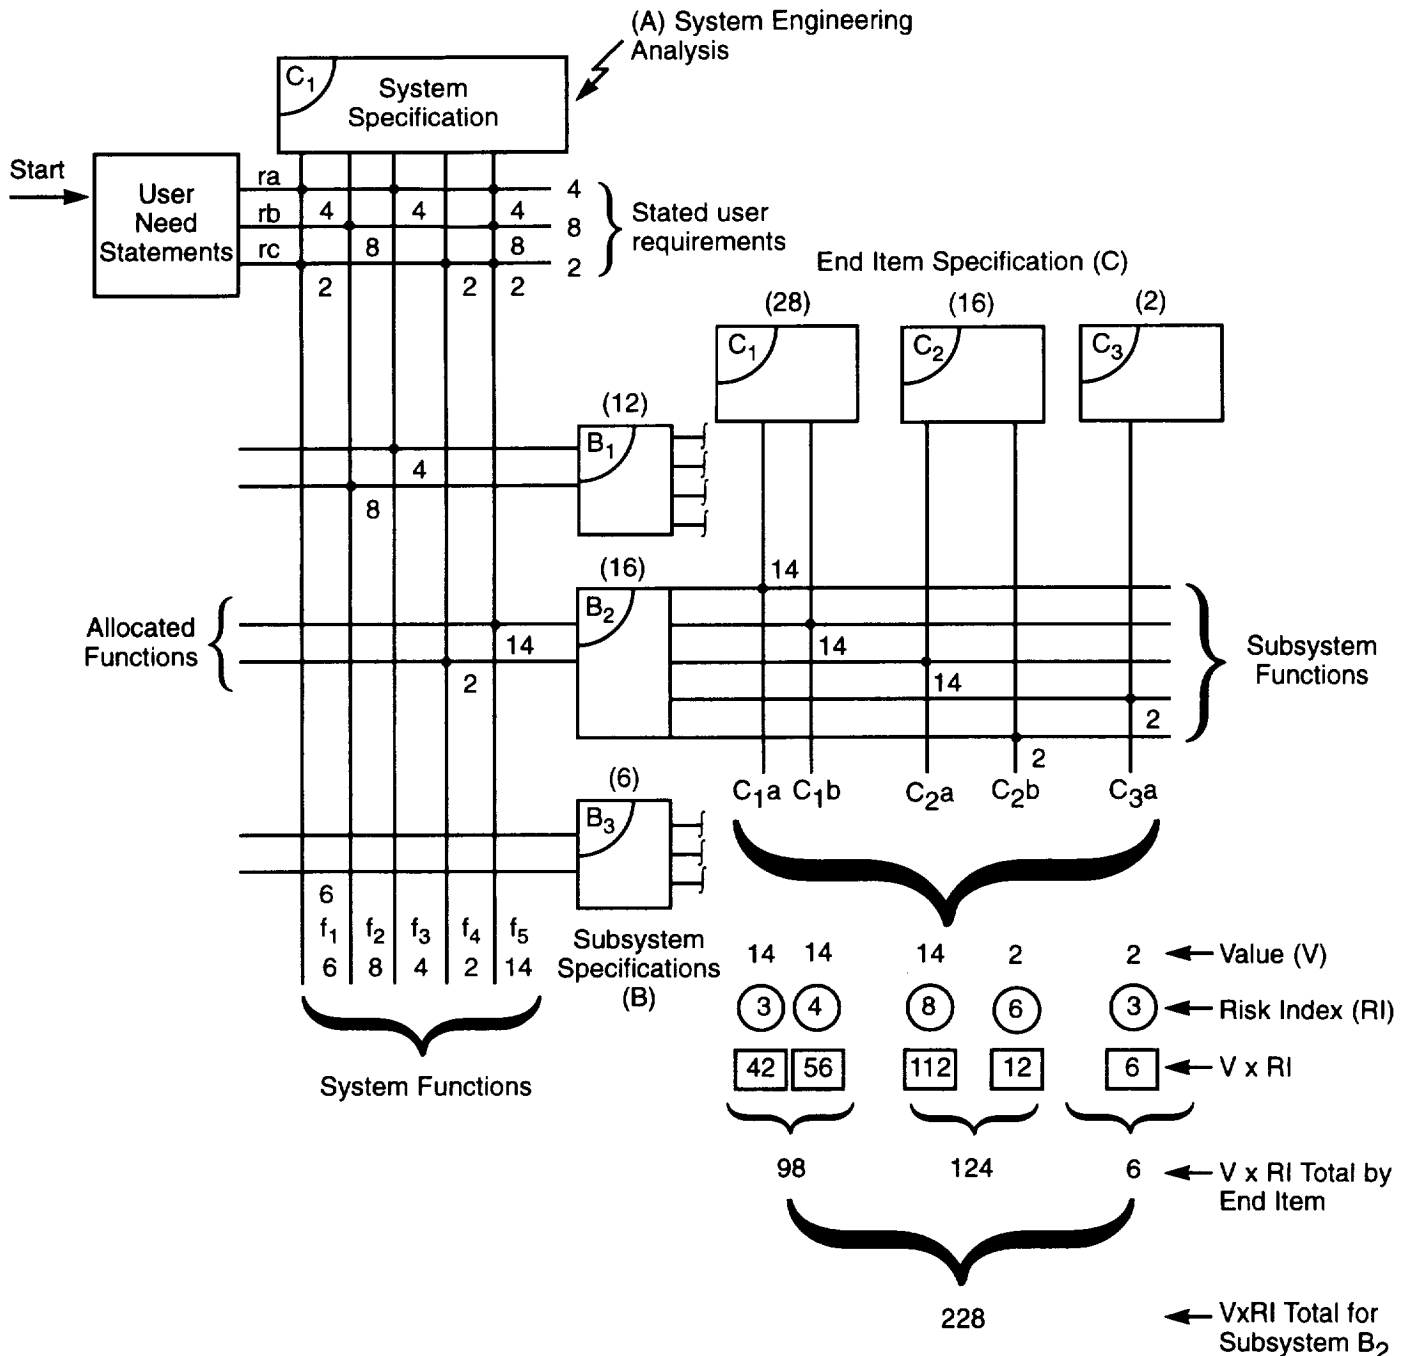 (A) System Engineering
Analysis
C1
System
Specification
Start
User
Need
Statements
ra
rb
rc
4 4 4
8 8
2 2 2
4
8
2
Stated user
requirements
End Item Specification (C)
(28) (16) (2)
C1 C2 C3
(12)
B1
4
8
(16)
B2
Allocated
Functions
14
2
14
14
14
2
2
Subsystem
Functions
C1a C1b C2a C2b C3a
(6)
B3
6
f1 f2 f3 f4 f5
6 8 4 2 14
System Functions
Subsystem
Specifications
(B)
14 14 14 2 2 Value (V)
3 4 8 6 3 Risk Index (RI)
42 56 112 12 6 V x RI
98 124 6 V x RI Total by
End Item
228 VxRI Total for
Subsystem B2